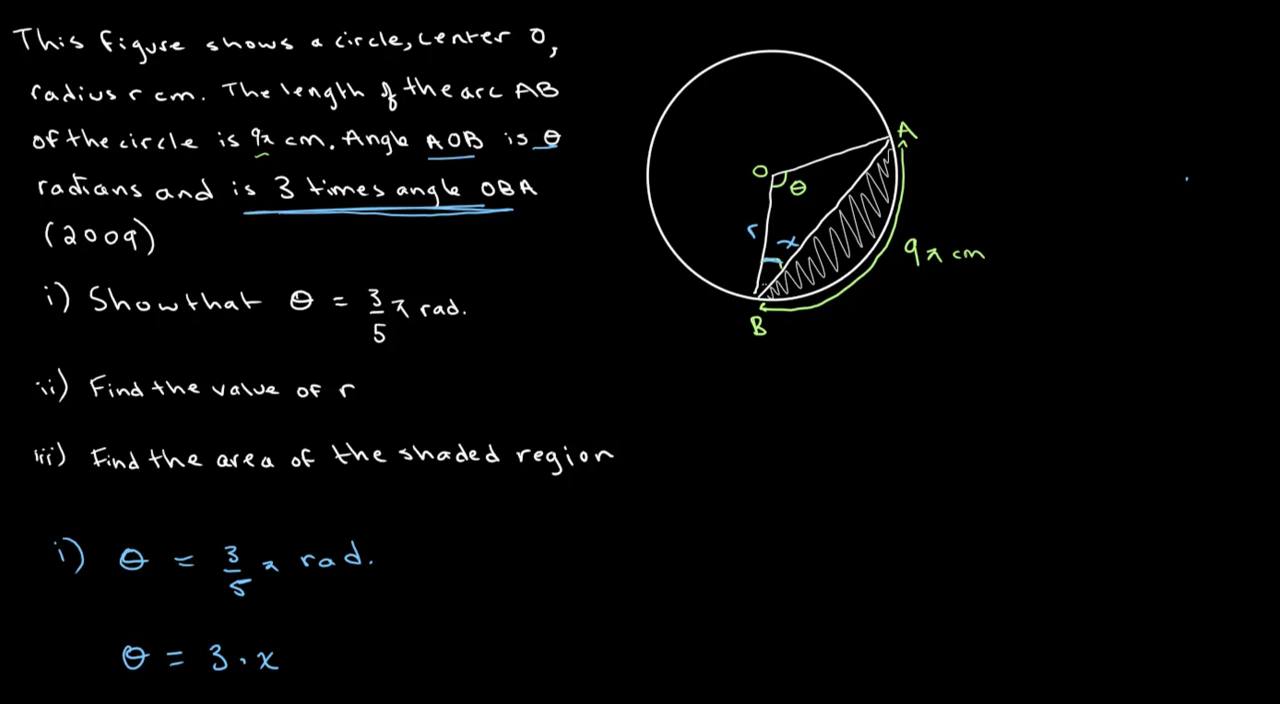 This figure shows a circle, center O,
radius r cm. The length of the arc AB
of the circle is 9π cm. Angle AOB is θ
radians and is 3 times angle OBA
(2009)
i) Show that θ = 3/5 π rad.
ii) Find the value of r
iii) Find the area of the shaded region
i) θ = 3/5 π rad.
θ = 3 · x
A
O
θ
r
x
9π cm
B